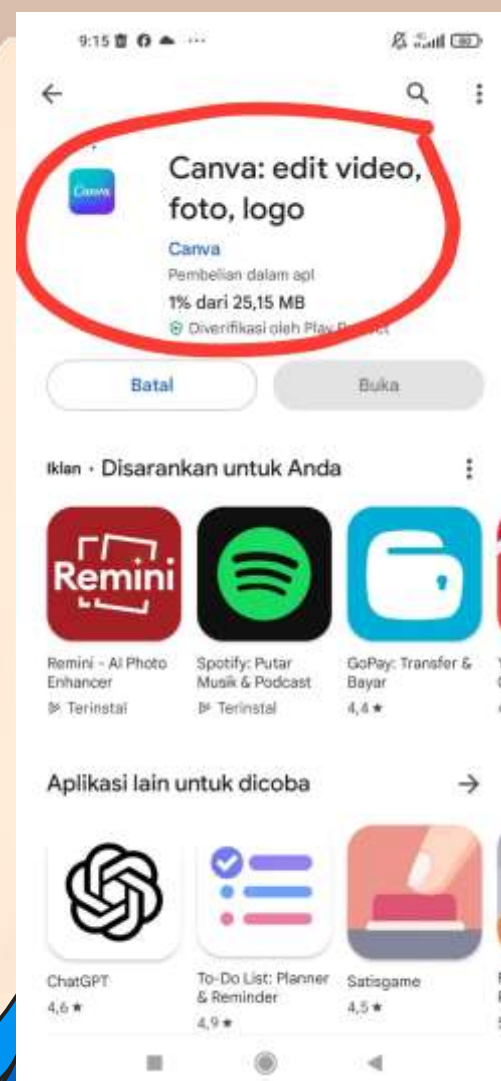 9:15
Canva
Canva: edit video,
foto, logo
Canva
Pembelian dalam apl
1% dari 25,15 MB
Diverifikasi oleh Play
Batal
Buka
Iklan · Disarankan untuk Anda
Remini
Remini - AI Photo
Enhancer
Terinstal
Spotify: Putar
Musik & Podcast
Terinstal
GoPay: Transfer &
Bayar
4,4 ★
Aplikasi lain untuk dicoba
ChatGPT
4,6 ★
To-Do List: Planner
& Reminder
4,9 ★
Satisgame
4,5 ★